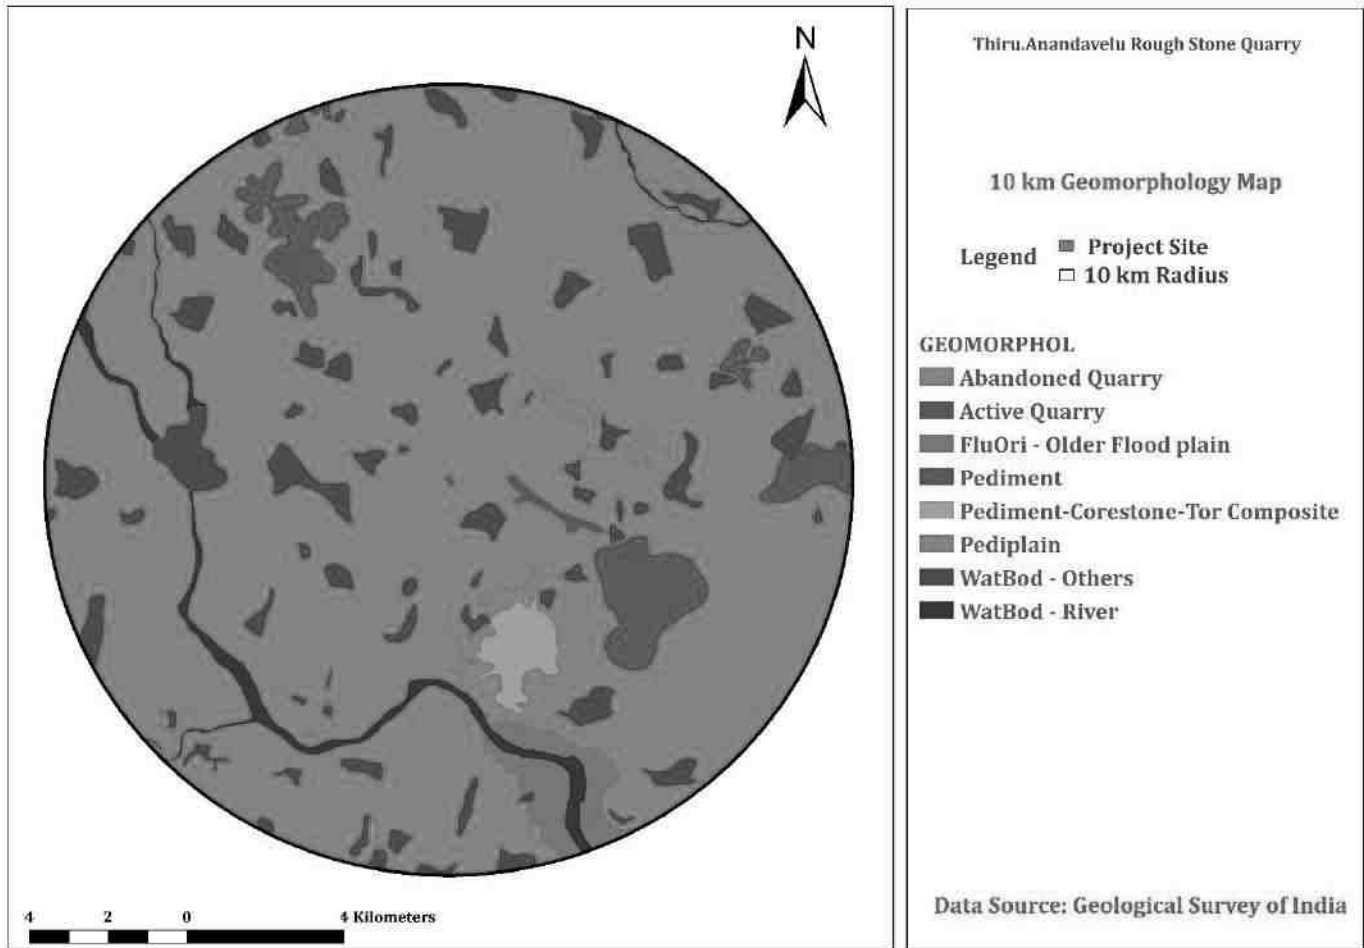 N
4 2 0 4 Kilometers
Thiru.Anandavelu Rough Stone Quarry
10 km Geomorphology Map
Legend
Project Site
10 km Radius
GEOMORPHOL
Abandoned Quarry
Active Quarry
FluOri - Older Flood plain
Pediment
Pediment-Corestone-Tor Composite
Pediplain
WatBod - Others
WatBod - River
Data Source: Geological Survey of India